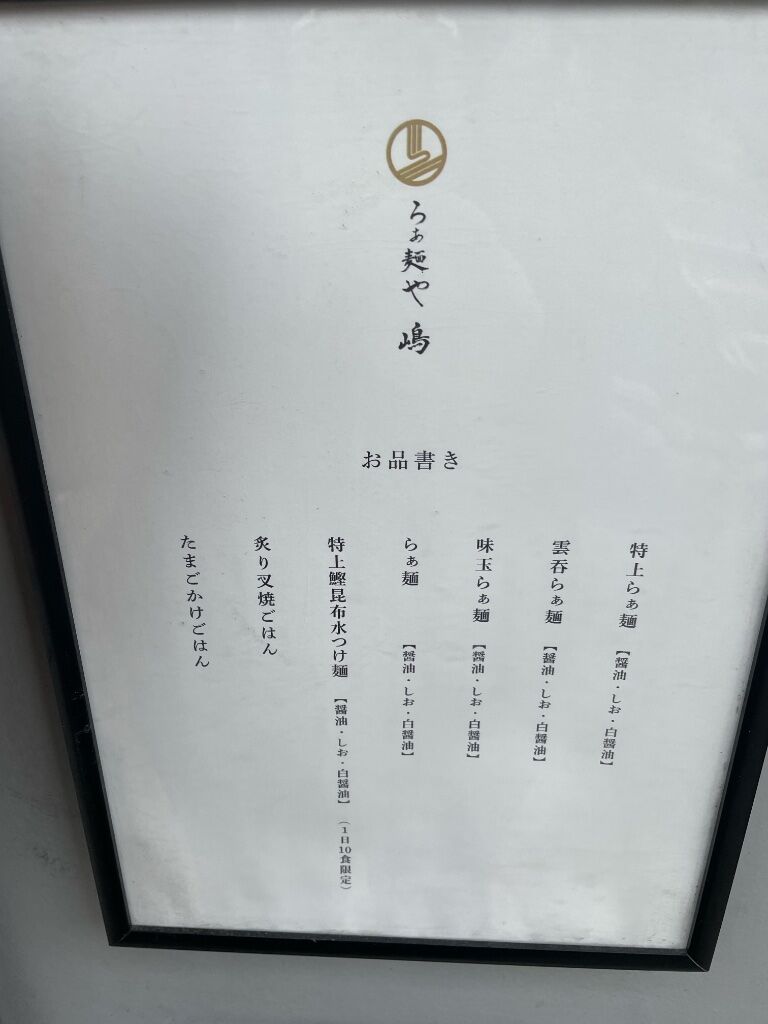 らぁ麺や 嶋
お品書き
特上らぁ麺 【醤油・しお・白醤油】
雲呑らぁ麺 【醤油・しお・白醤油】
味玉らぁ麺 【醤油・しお・白醤油】
らぁ麺 【醤油・しお・白醤油】
特上鰹昆布水つけ麺 【醤油・しお・白醤油】 (1日10食限定)
炙り叉焼ごはん
たまごかけごはん